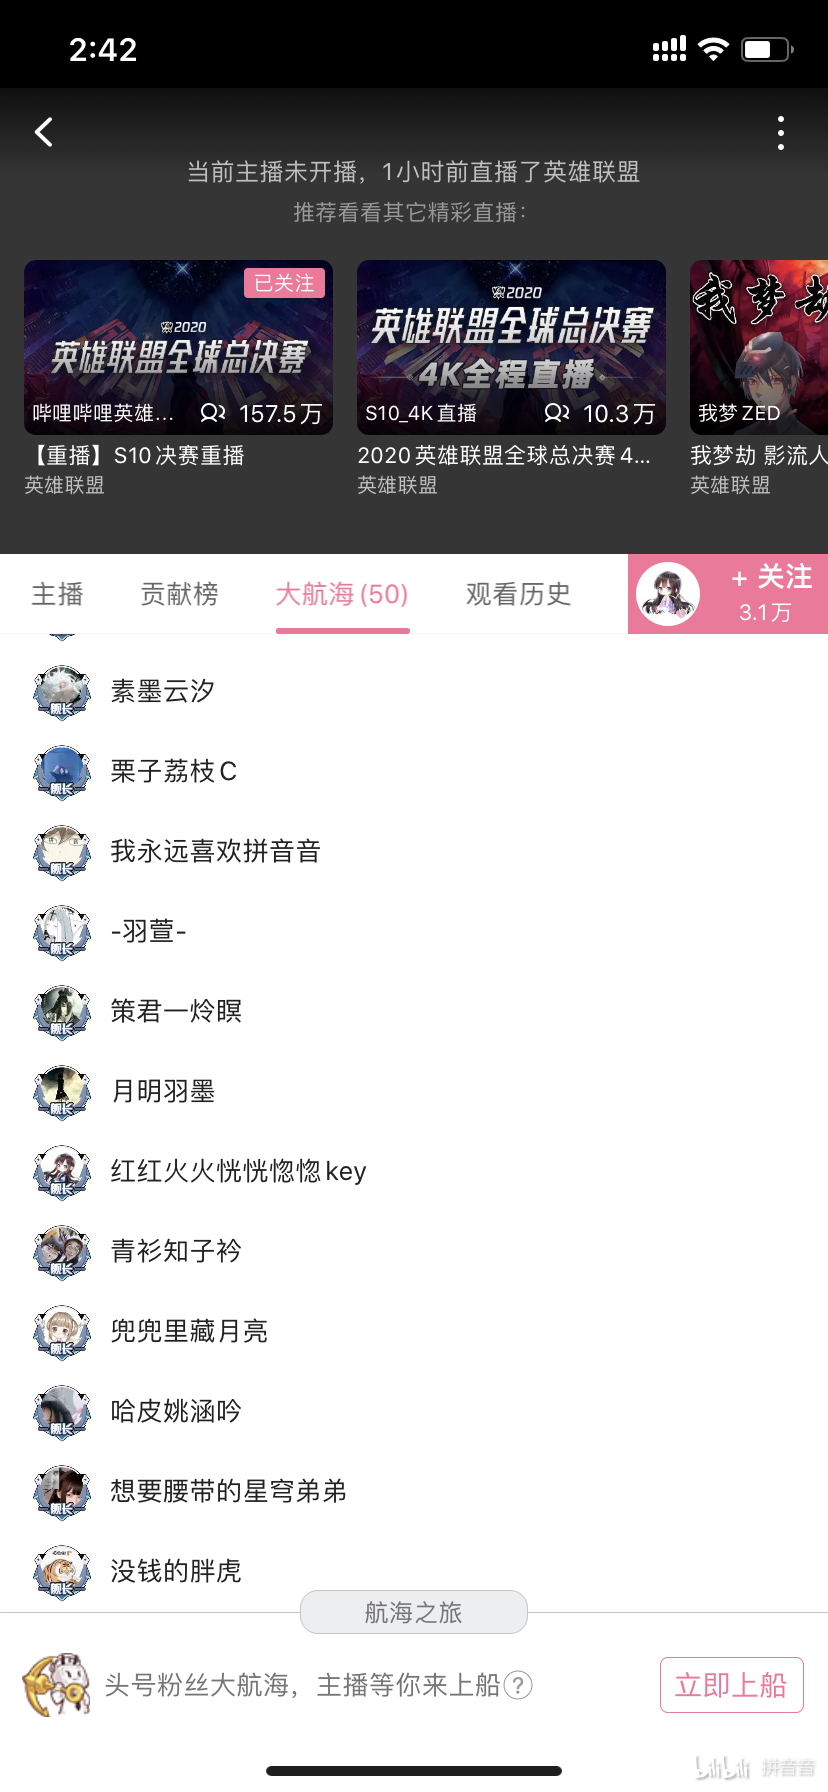 2:42
当前主播未开播，1小时前直播了英雄联盟
推荐看看其它精彩直播：
已关注
2020
英雄联盟全球总决赛
哔哩哔哩英雄... 157.5万
【重播】S10决赛重播
英雄联盟
2020
英雄联盟全球总决赛
4K全程直播
S10_4K直播 10.3万
2020英雄联盟全球总决赛4...
英雄联盟
我梦劫
我梦ZED
我梦劫 影流人
英雄联盟
主播 贡献榜 大航海(50) 观看历史
+ 关注
3.1万
舰长 素墨云汐
舰长 栗子荔枝C
舰长 我永远喜欢拼音音
舰长 -羽萱-
舰长 策君一炩瞑
舰长 月明羽墨
舰长 红红火火恍恍惚惚key
舰长 青衫知子衿
舰长 兜兜里藏月亮
舰长 哈皮姚涵吟
舰长 想要腰带的星穹弟弟
舰长 没钱的胖虎
航海之旅
头号粉丝大航海，主播等你来上船?
立即上船
bilibili 拼音音